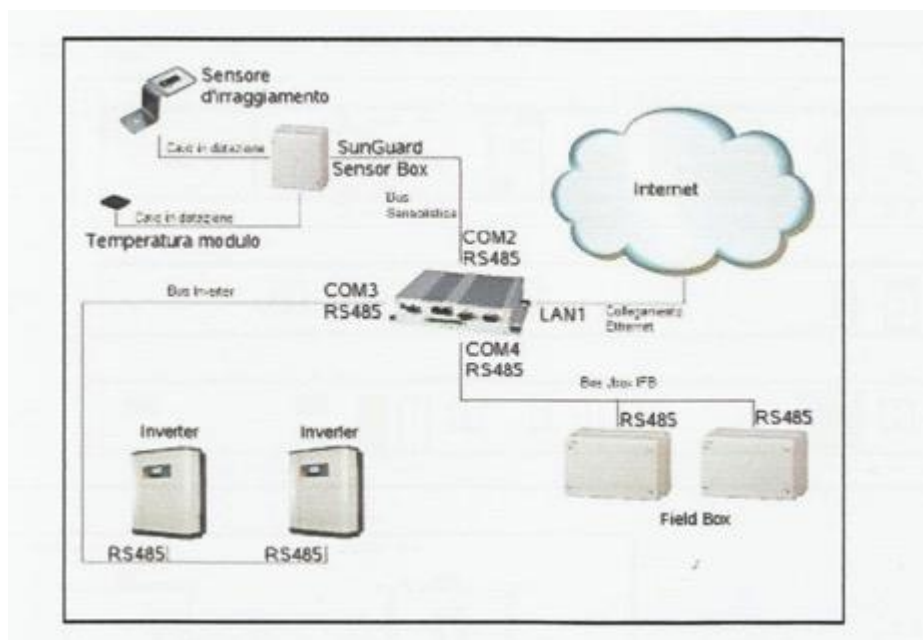 Sensore
d'irraggiamento
Cavo in dotazione
SunGuard
Sensor Box
Internet
Bus
Sensoristica
Cavo in dotazione
Temperatura modulo
COM2
RS485
Bus Inverter
COM3
RS485
LAN1
Collegamento
Ethernet
COM4
RS485
Bus Jbox IFB
RS485
RS485
Inverter
Inverter
Field Box
RS485
RS485